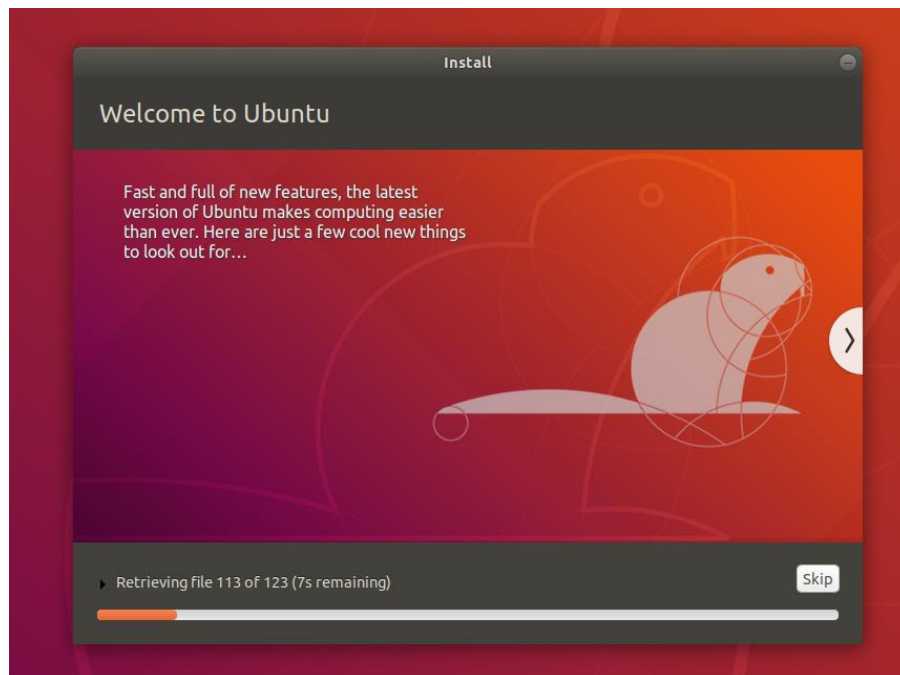 Install
Welcome to Ubuntu
Fast and full of new features, the latest
version of Ubuntu makes computing easier
than ever. Here are just a few cool new things
to look out for…
Retrieving file 113 of 123 (7s remaining)
Skip